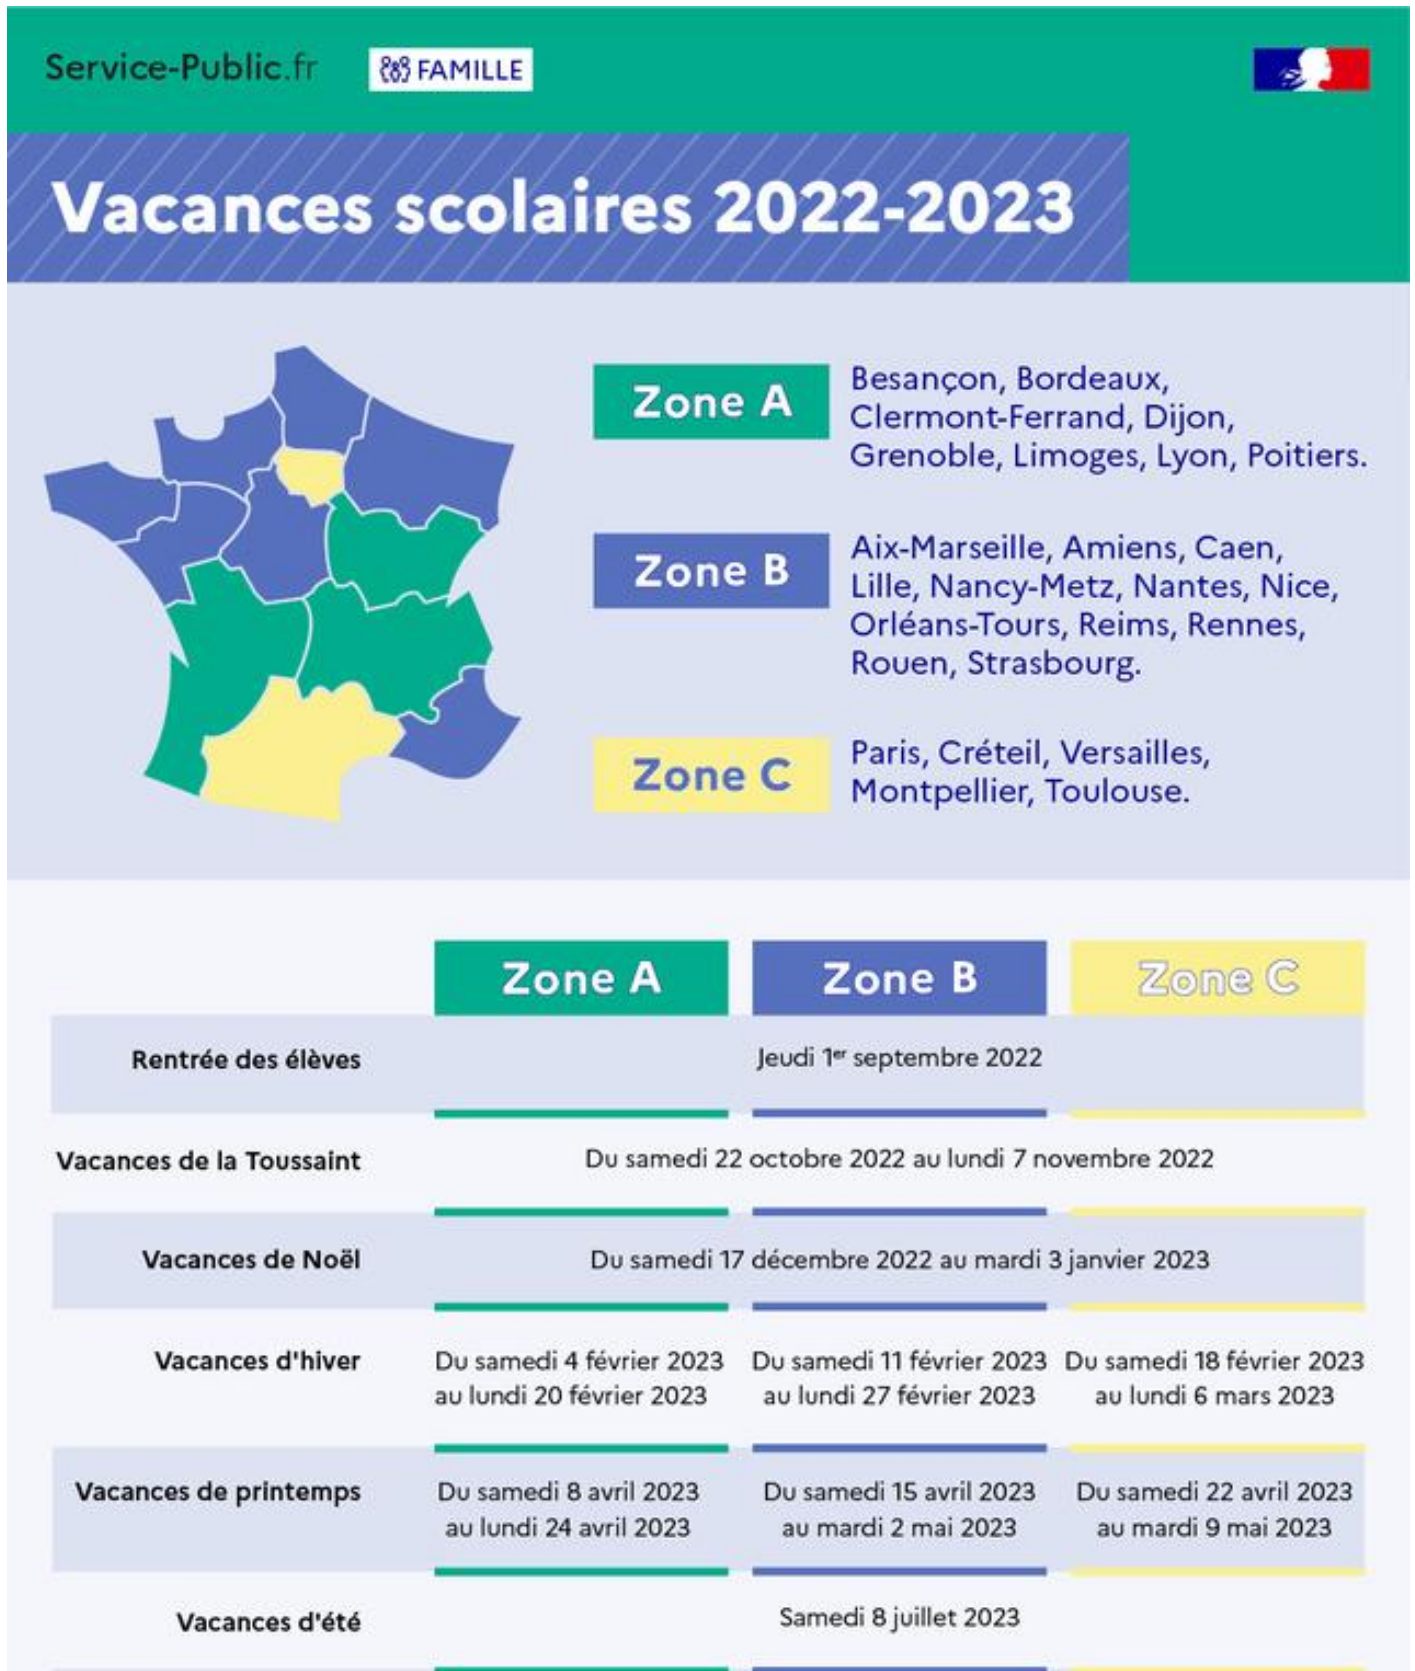 Service-Public.fr
FAMILLE
Vacances scolaires 2022-2023
Zone A
Besançon, Bordeaux,
Clermont-Ferrand, Dijon,
Grenoble, Limoges, Lyon, Poitiers.
Zone B
Aix-Marseille, Amiens, Caen,
Lille, Nancy-Metz, Nantes, Nice,
Orléans-Tours, Reims, Rennes,
Rouen, Strasbourg.
Zone C
Paris, Créteil, Versailles,
Montpellier, Toulouse.
Zone A Zone B Zone C
Rentrée des élèves Jeudi 1er septembre 2022
Vacances de la Toussaint Du samedi 22 octobre 2022 au lundi 7 novembre 2022
Vacances de Noël Du samedi 17 décembre 2022 au mardi 3 janvier 2023
Vacances d'hiver Du samedi 4 février 2023 Du samedi 11 février 2023 Du samedi 18 février 2023
au lundi 20 février 2023 au lundi 27 février 2023 au lundi 6 mars 2023
Vacances de printemps Du samedi 8 avril 2023 Du samedi 15 avril 2023 Du samedi 22 avril 2023
au lundi 24 avril 2023 au mardi 2 mai 2023 au mardi 9 mai 2023
Vacances d'été Samedi 8 juillet 2023